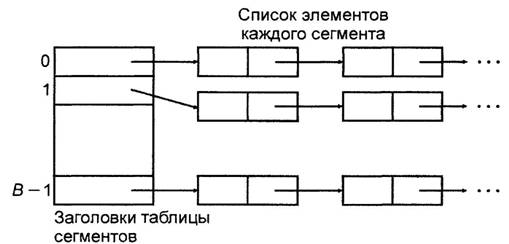 Список элементов
каждого сегмента
0
1
B – 1
Заголовки таблицы
сегментов